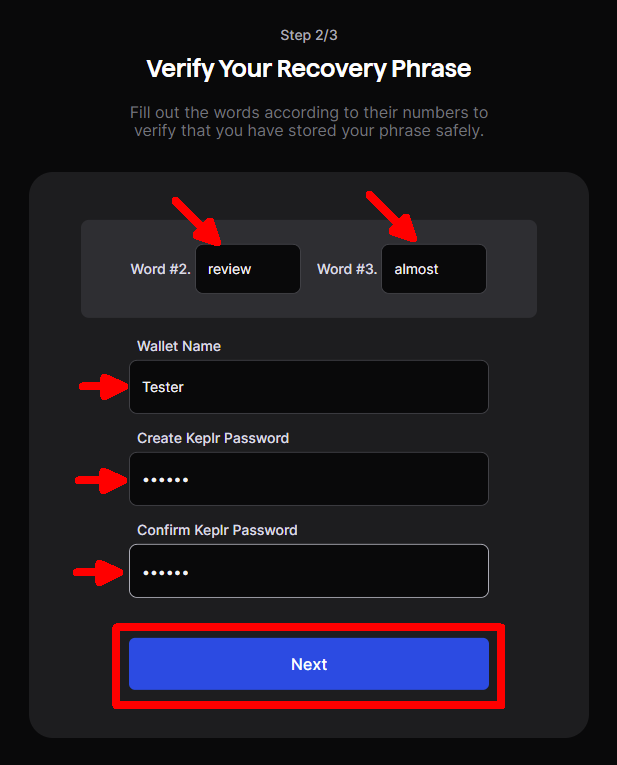 Step 2/3
Verify Your Recovery Phrase
Fill out the words according to their numbers to
verify that you have stored your phrase safely.
Word #2. review Word #3. almost
Wallet Name
Tester
Create Keplr Password
••••••
Confirm Keplr Password
••••••
Next